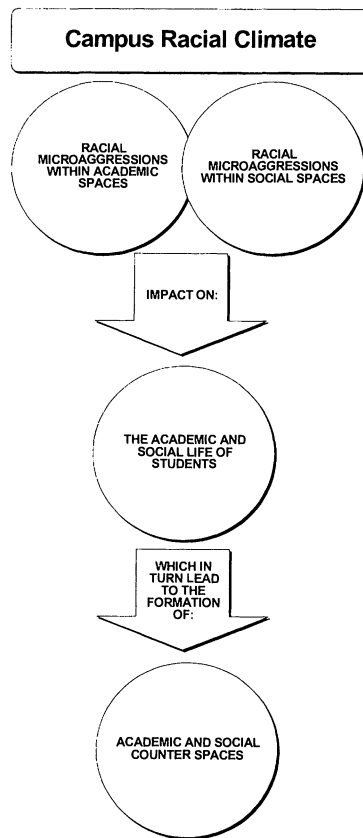 Campus Racial Climate
RACIAL
MICROAGGRESSIONS
WITHIN ACADEMIC
SPACES
RACIAL
MICROAGGRESSIONS
WITHIN SOCIAL SPACES
IMPACT ON:
THE ACADEMIC AND
SOCIAL LIFE OF
STUDENTS
WHICH IN
TURN LEAD
TO THE
FORMATION
OF:
ACADEMIC AND SOCIAL
COUNTER SPACES